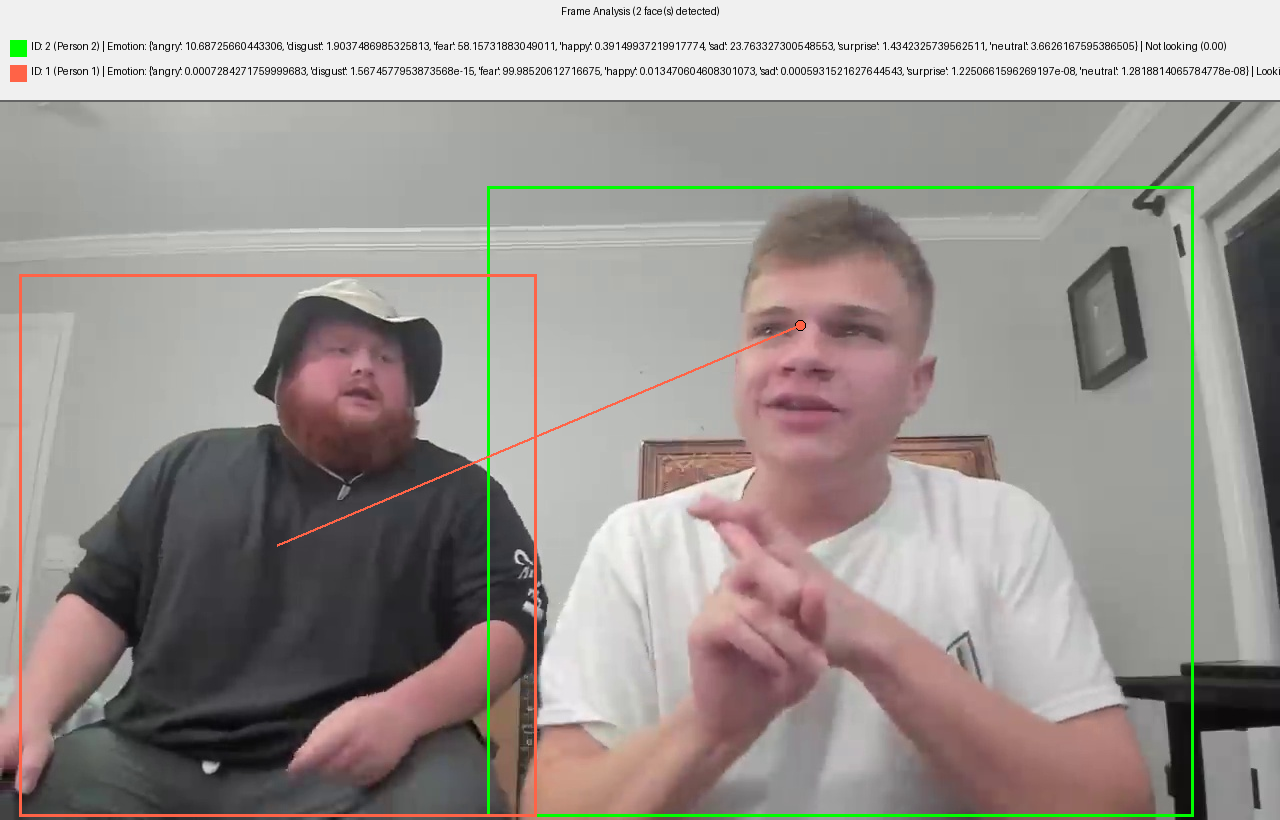 Frame Analysis (2 face(s) detected)
ID: 2 (Person 2) | Emotion: {'angry': 10.68725660443306, 'disgust': 1.9037486985325813, 'fear': 58.15731883049011, 'happy': 0.39149937219917774, 'sad': 23.763327300548553, 'surprise': 1.4342325739562511, 'neutral': 3.6626167595386505} | Not looking (0.00)
ID: 1 (Person 1) | Emotion: {'angry': 0.0007284271759999683, 'disgust': 1.5674577953873568e-15, 'fear': 99.98520612716675, 'happy': 0.013470604608301073, 'sad': 0.0005931521627644543, 'surprise': 1.2250661596269197e-08, 'neutral': 1.2818814065784778e-08} | Looki